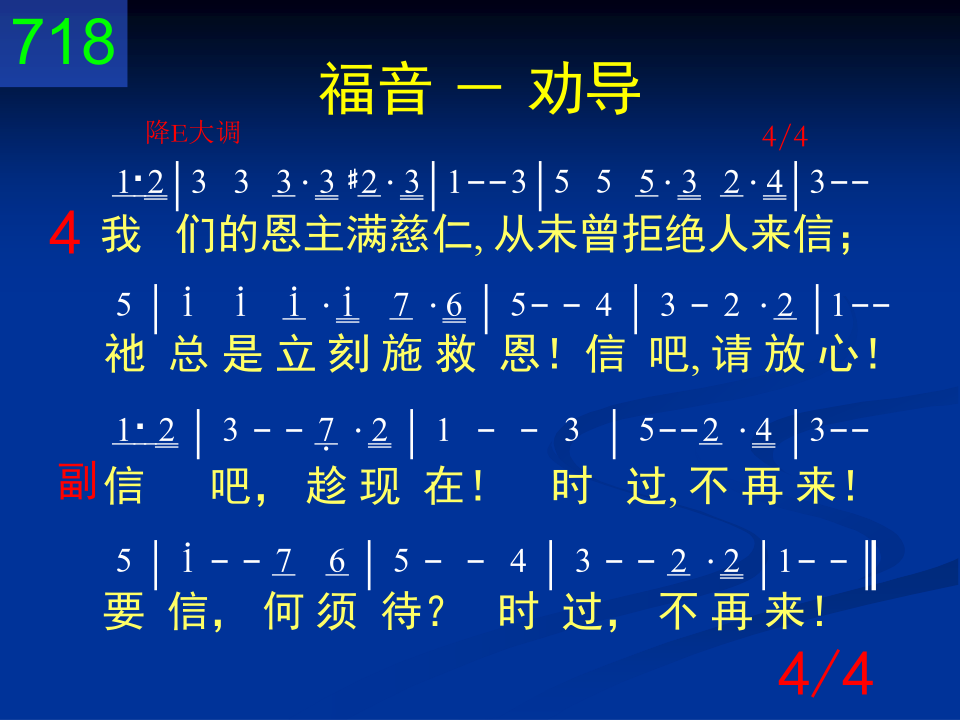 718
福音 － 劝导
降E大调 4/4
1·2|3 3 3·3 #2·3|1--3|5 5 5·3 2·4|3--
4 我 们的恩主满慈仁, 从未曾拒绝人来信；
5 | i i i·i 7·6 | 5--4 | 3-2·2 |1--
祂 总 是 立 刻 施 救 恩！信 吧, 请 放 心！
1·2 | 3--7̣·2 | 1--3 | 5--2·4 |3--
副 信 吧， 趁 现 在！ 时 过, 不 再 来！
5 | i--7 6 | 5--4 | 3--2·2 |1--‖
要 信， 何 须 待？ 时 过， 不 再 来！
4/4